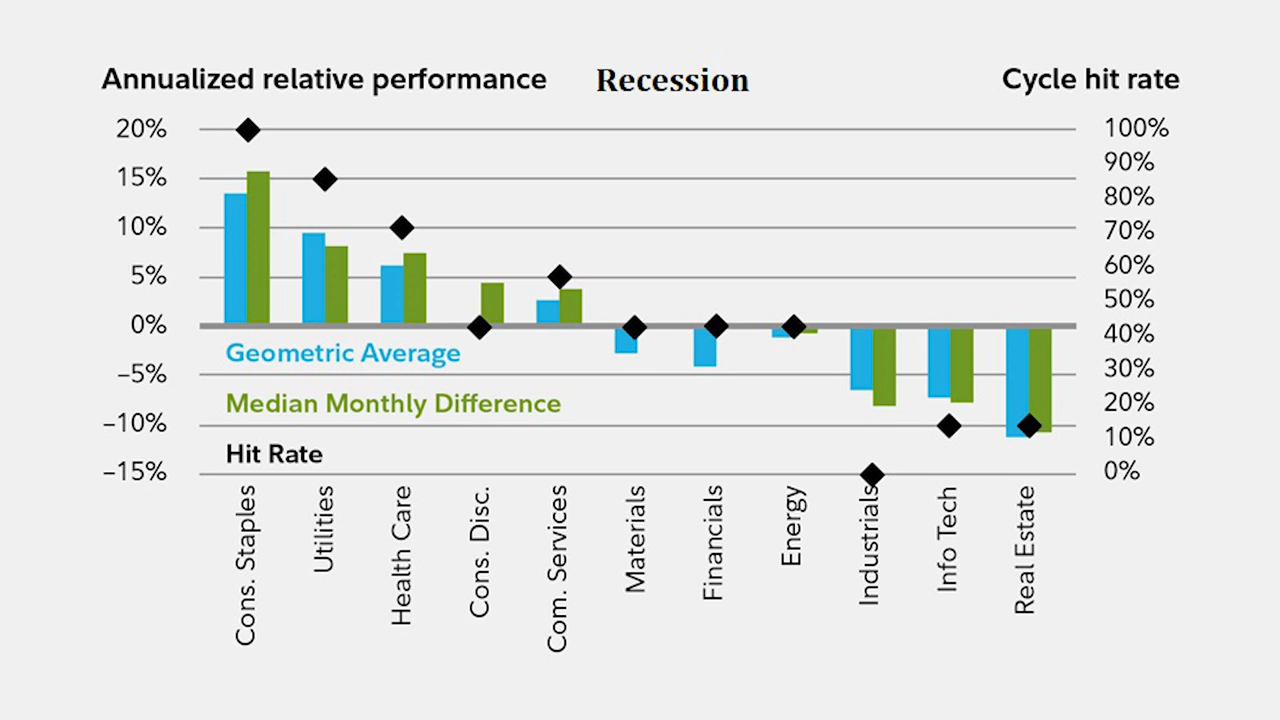 Annualized relative performance Recession Cycle hit rate
20% 100%
90%
15%
80%
10% 70%
5% 60%
50%
0%
40%
Geometric Average
30%
–5%
Median Monthly Difference 20%
–10%
10%
Hit Rate
–15% 0%
Cons. Staples
Utilities
Health Care
Cons. Disc.
Com. Services
Materials
Financials
Energy
Industrials
Info Tech
Real Estate